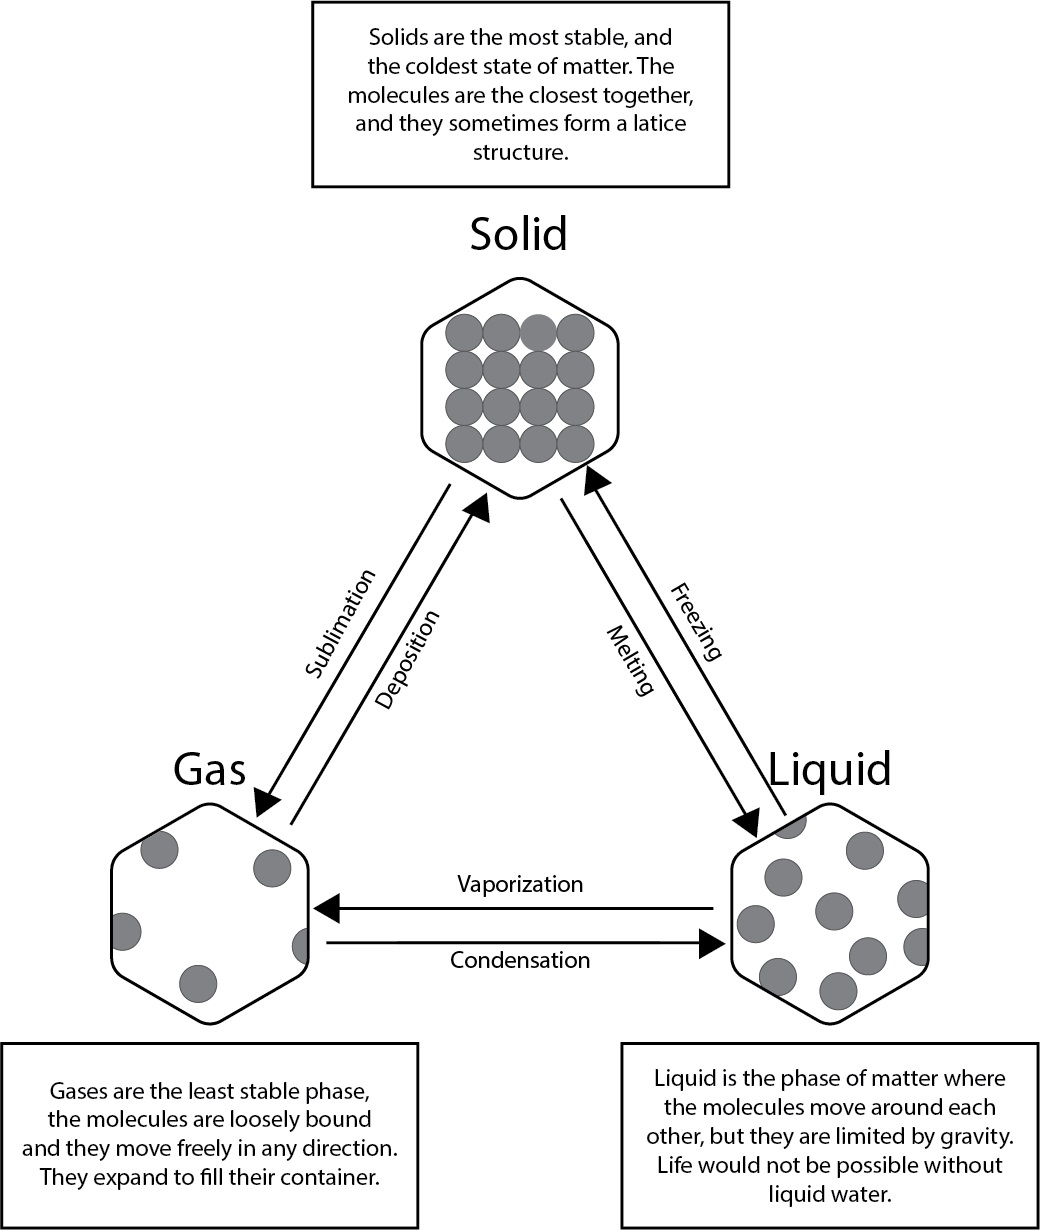 Solids are the most stable, and
the coldest state of matter. The
molecules are the closest together,
and they sometimes form a latice
structure.
Solid
Sublimation
Deposition
Melting
Freezing
Gas
Liquid
Vaporization
Condensation
Gases are the least stable phase,
the molecules are loosely bound
and they move freely in any direction.
They expand to fill their container.
Liquid is the phase of matter where
the molecules move around each
other, but they are limited by gravity.
Life would not be possible without
liquid water.